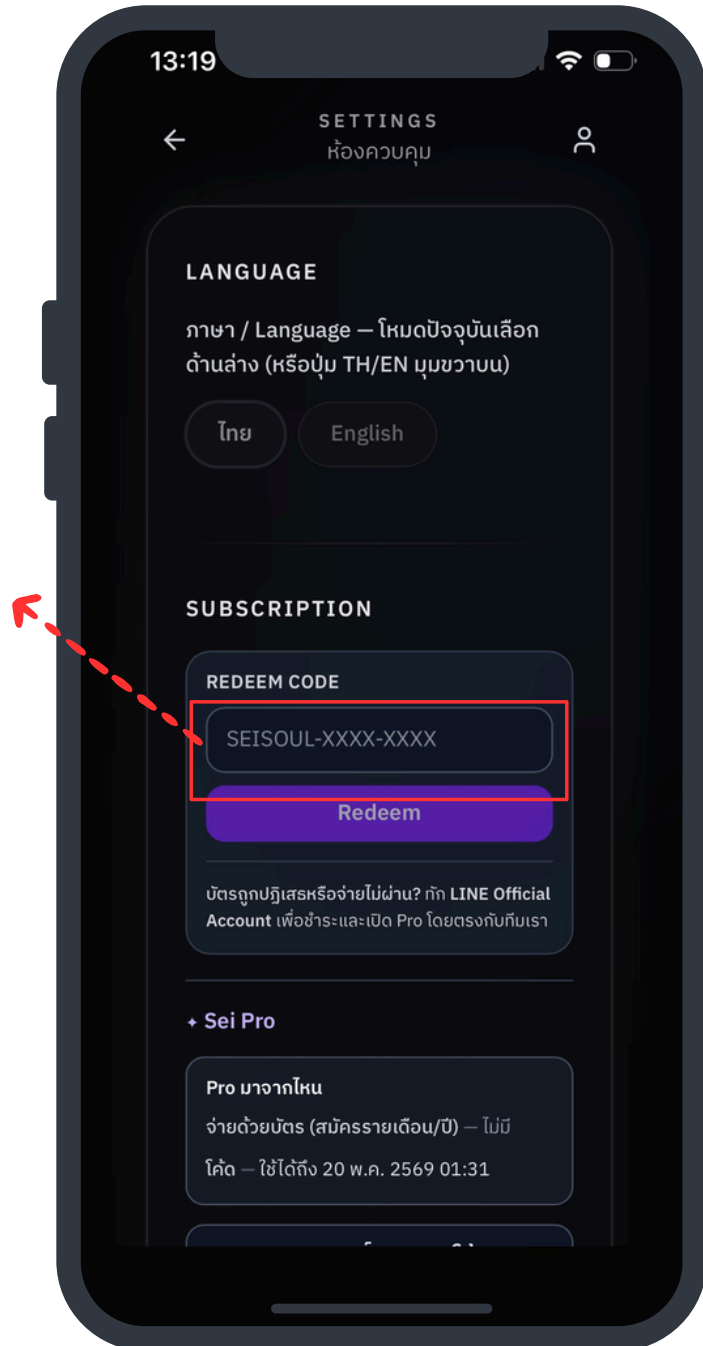 13:19
SETTINGS
ห้องควบคุม
LANGUAGE
ภาษา / Language — โหมดปัจจุบันเลือก
ด้านล่าง (หรือปุ่ม TH/EN มุมขวาบน)
ไทย
English
SUBSCRIPTION
REDEEM CODE
SEISOUL-XXXX-XXXX
Redeem
บัตรถูกปฏิเสธหรือจ่ายไม่ผ่าน? ทัก LINE Official
Account เพื่อชำระและเปิด Pro โดยตรงกับทีมเรา
✦ Sei Pro
Pro มาจากไหน
จ่ายด้วยบัตร (สมัครรายเดือน/ปี) — ไม่มี
โค้ด — ใช้ได้ถึง 20 พ.ค. 2569 01:31